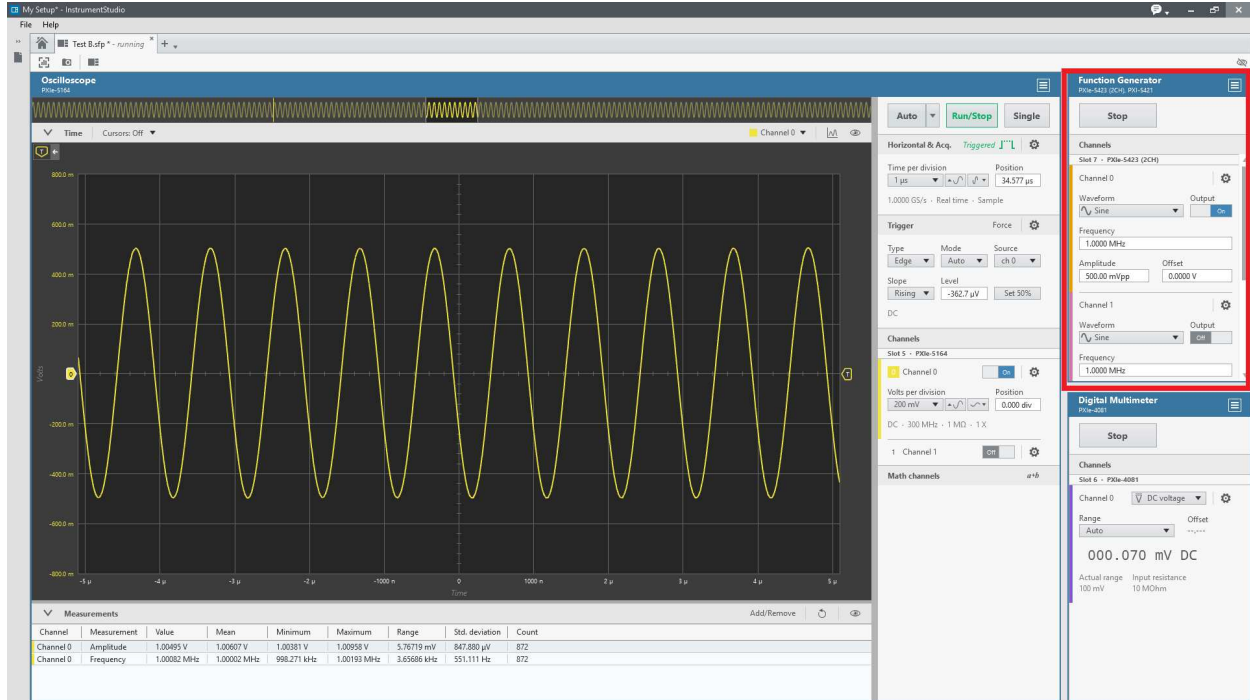 My Setup* - InstrumentStudio
File Help
Test B.sfp * - running
Oscilloscope
PXIe-5164
Time Cursors: Off Channel 0
T
800.0 m
600.0 m
400.0 m
200.0 m
0
-200.0 m
-400.0 m
-600.0 m
-800.0 m
Volts
T
-5 µ -4 µ -3 µ -2 µ -1000 n 0 1000 n 2 µ 3 µ 4 µ 5 µ
Time
Measurements Add/Remove
Channel Measurement Value Mean Minimum Maximum Range Std. deviation Count
Channel 0 Amplitude 1.00495 V 1.00607 V 1.00381 V 1.00958 V 5.76719 mV 847.880 µV 872
Channel 0 Frequency 1.00082 MHz 1.00002 MHz 998.271 kHz 1.00193 MHz 3.65686 kHz 551.111 Hz 872
Auto Run/Stop Single
Horizontal & Acq. Triggered
Time per division Position
1 µs 34.577 µs
1.0000 GS/s - Real time - Sample
Trigger Force
Type Mode Source
Edge Auto ch 0
Slope Level
Rising -362.7 µV Set 50%
DC
Channels
Slot 5 - PXIe-5164
0 Channel 0 On
Volts per division Position
200 mV 0.000 div
DC - 300 MHz - 1 MΩ - 1 X
1 Channel 1 Off
Math channels a+b
Function Generator
PXIe-5423 (2CH), PXI-5421
Stop
Channels
Slot 7 - PXIe-5423 (2CH)
Channel 0
Waveform Output
Sine On
Frequency
1.0000 MHz
Amplitude Offset
500.00 mVpp 0.0000 V
Channel 1
Waveform Output
Sine Off
Frequency
1.0000 MHz
Digital Multimeter
PXIe-4081
Stop
Channels
Slot 6 - PXIe-4081
Channel 0 DC voltage
Range Offset
Auto --.---
000.070 mV DC
Actual range Input resistance
100 mV 10 MOhm